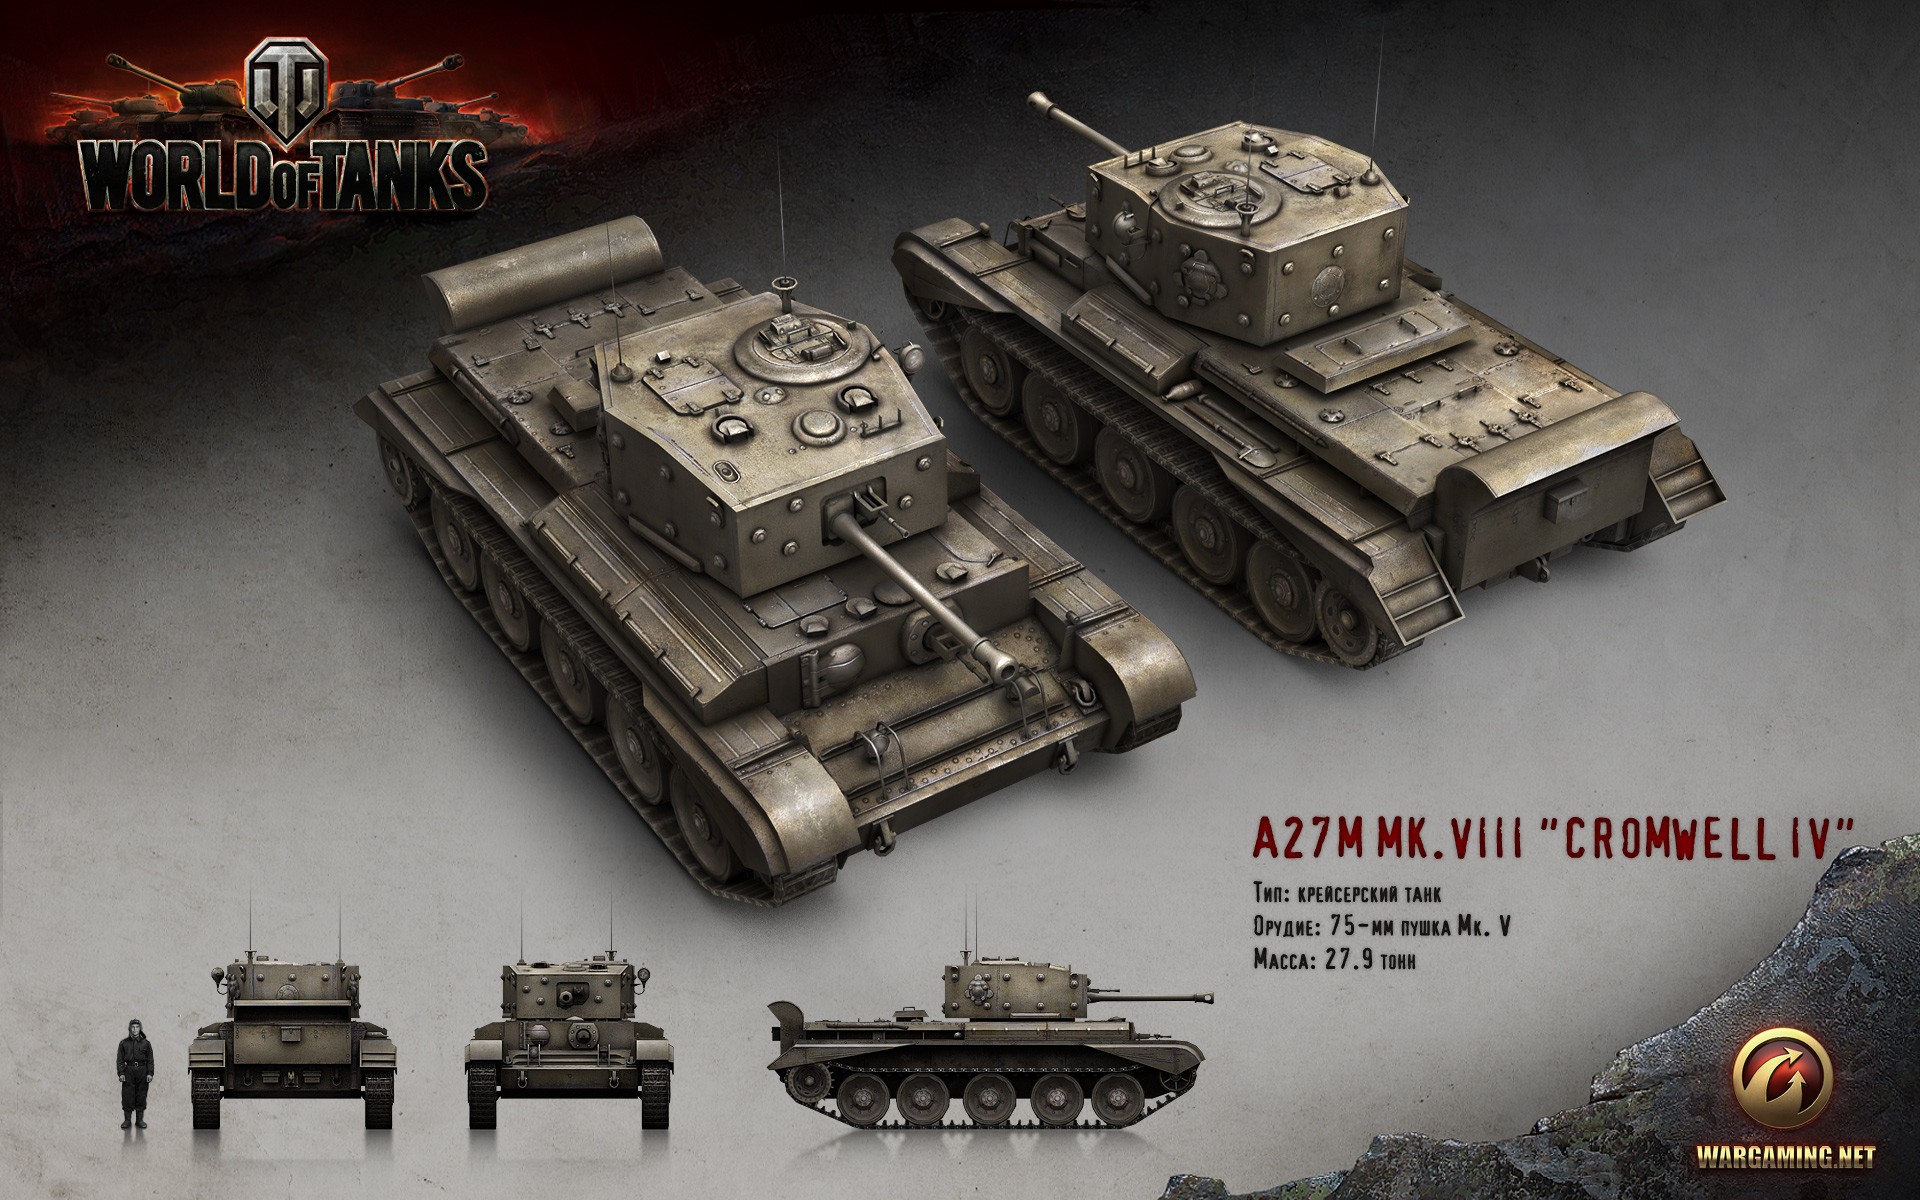 WORLD OF TANKS
A27M MK.VIII "CROMWELL IV"
Тип: крейсерский танк
Орудие: 75-мм пушка Mk. V
Масса: 27.9 тонн
WARGAMING.NET